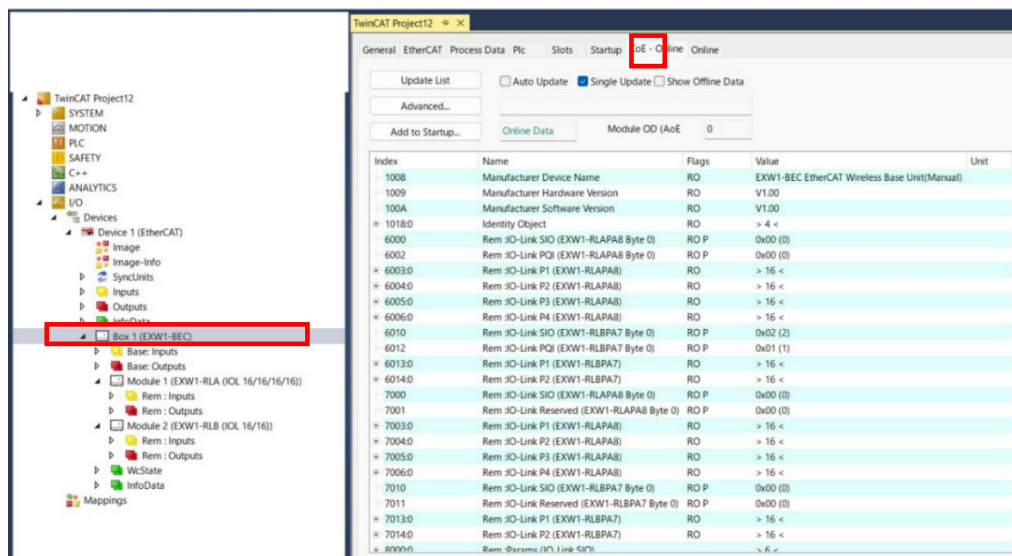 TwinCAT Project12
General EtherCAT Process Data Plc Slots Startup CoE - Online Online
Update List Auto Update Single Update Show Offline Data
Advanced...
Add to Startup... Online Data Module OD (AoE 0
TwinCAT Project12
SYSTEM
MOTION
PLC
SAFETY
C++
ANALYTICS
I/O
Devices
Device 1 (EtherCAT)
Image
Image-Info
SyncUnits
Inputs
Outputs
InfoData
Box 1 (EXW1-BEC)
Base: Inputs
Base: Outputs
Module 1 (EXW1-RLA (IOL 16/16/16/16))
Rem : Inputs
Rem : Outputs
Module 2 (EXW1-RLB (IOL 16/16))
Rem : Inputs
Rem : Outputs
WcState
InfoData
Mappings
Index Name Flags Value Unit
1008 Manufacturer Device Name RO EXW1-BEC EtherCAT Wireless Base Unit(Manual)
1009 Manufacturer Hardware Version RO V1.00
100A Manufacturer Software Version RO V1.00
1018:0 Identity Object RO > 4 <
6000 Rem :IO-Link SIO (EXW1-RLAPA8 Byte 0) RO P 0x00 (0)
6002 Rem :IO-Link PQI (EXW1-RLAPA8 Byte 0) RO P 0x00 (0)
6003:0 Rem :IO-Link P1 (EXW1-RLAPA8) RO > 16 <
6004:0 Rem :IO-Link P2 (EXW1-RLAPA8) RO > 16 <
6005:0 Rem :IO-Link P3 (EXW1-RLAPA8) RO > 16 <
6006:0 Rem :IO-Link P4 (EXW1-RLAPA8) RO > 16 <
6010 Rem :IO-Link SIO (EXW1-RLBPA7 Byte 0) RO P 0x02 (2)
6012 Rem :IO-Link PQI (EXW1-RLBPA7 Byte 0) RO P 0x01 (1)
6013:0 Rem :IO-Link P1 (EXW1-RLBPA7) RO > 16 <
6014:0 Rem :IO-Link P2 (EXW1-RLBPA7) RO > 16 <
7000 Rem :IO-Link SIO (EXW1-RLAPA8 Byte 0) RO P 0x00 (0)
7001 Rem :IO-Link Reserved (EXW1-RLAPA8 Byte 0) RO P 0x00 (0)
7003:0 Rem :IO-Link P1 (EXW1-RLAPA8) RO > 16 <
7004:0 Rem :IO-Link P2 (EXW1-RLAPA8) RO > 16 <
7005:0 Rem :IO-Link P3 (EXW1-RLAPA8) RO > 16 <
7006:0 Rem :IO-Link P4 (EXW1-RLAPA8) RO > 16 <
7010 Rem :IO-Link SIO (EXW1-RLBPA7 Byte 0) RO P 0x00 (0)
7011 Rem :IO-Link Reserved (EXW1-RLBPA7 Byte 0) RO P 0x00 (0)
7013:0 Rem :IO-Link P1 (EXW1-RLBPA7) RO > 16 <
7014:0 Rem :IO-Link P2 (EXW1-RLBPA7) RO > 16 <
8000:0 Rem :Params (IO_Link SIO) > 6 <